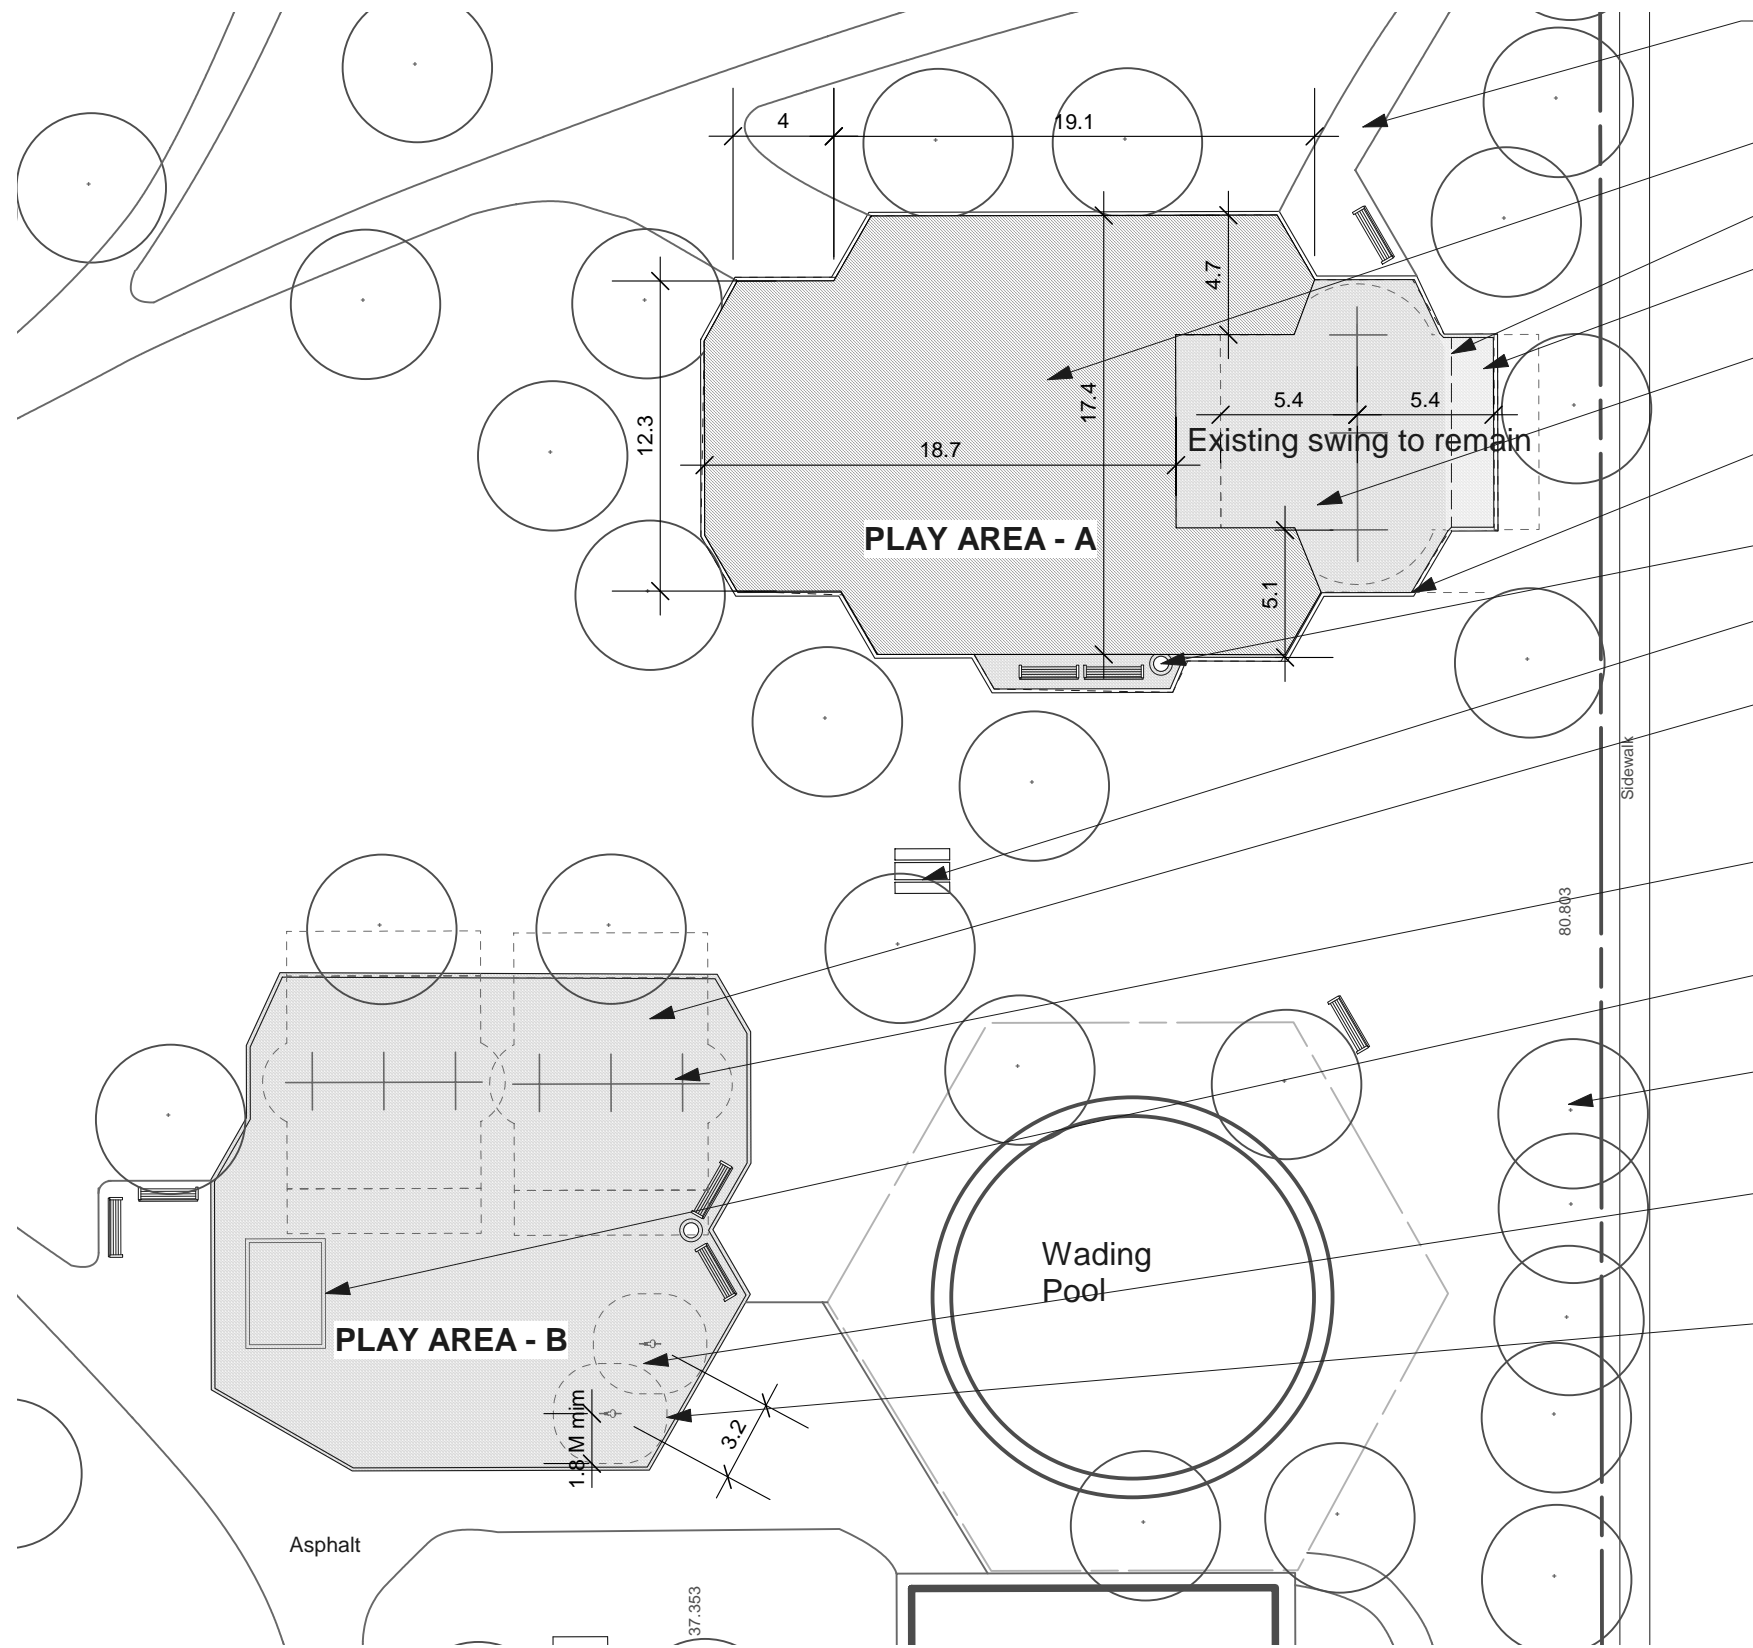 4
19.1
4.7
17.4
12.3
5.4
5.4
Existing swing to remain
18.7
PLAY AREA - A
5.1
Sidewalk
80.803
Wading
Pool
PLAY AREA - B
1.8 M mim
3.2
Asphalt
37.353